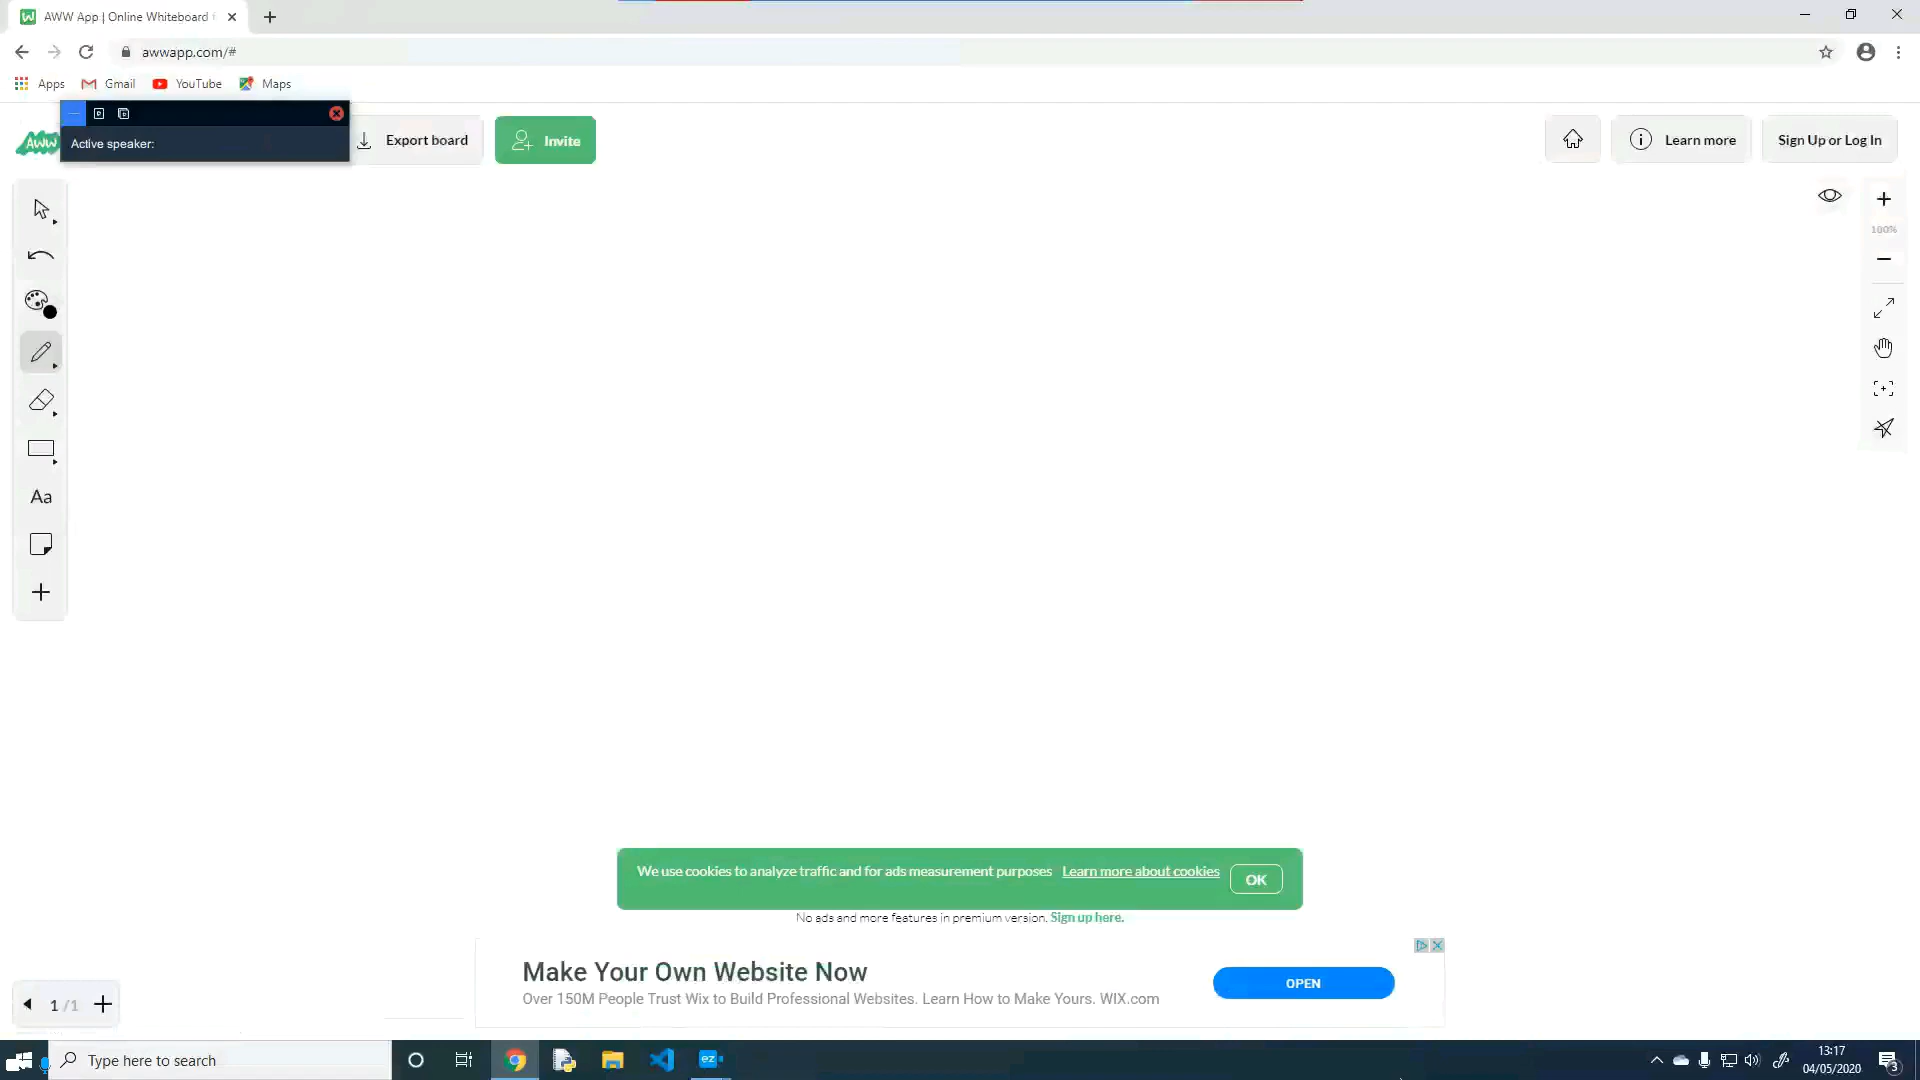 AWW App | Online Whiteboard f
awwapp.com/#
Apps
Gmail
YouTube
Maps
Active speaker:
AWW
Export board
Invite
Learn more
Sign Up or Log In
100%
Aa
We use cookies to analyze traffic and for ads measurement purposes Learn more about cookies
OK
No ads and more features in premium version. Sign up here.
Make Your Own Website Now
Over 150M People Trust Wix to Build Professional Websites. Learn How to Make Yours. WIX.com
OPEN
1 /1
Type here to search
ez
13:17
04/05/2020
3